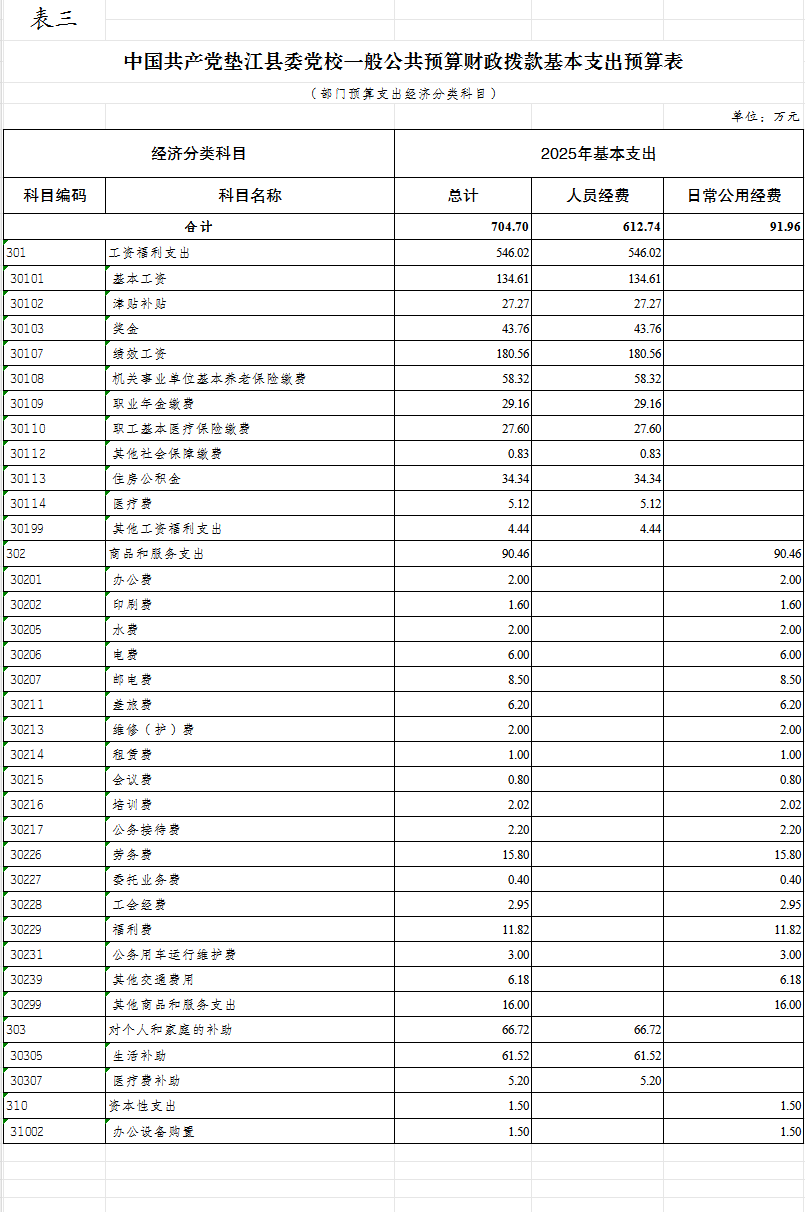 表三
中国共产党垫江县委党校一般公共预算财政拨款基本支出预算表
（部门预算支出经济分类科目）
单位：万元
经济分类科目 2025年基本支出
科目编码 科目名称 总计 人员经费 日常公用经费
合计 704.70 612.74 91.96
301 工资福利支出 546.02 546.02
30101 基本工资 134.61 134.61
30102 津贴补贴 27.27 27.27
30103 奖金 43.76 43.76
30107 绩效工资 180.56 180.56
30108 机关事业单位基本养老保险缴费 58.32 58.32
30109 职业年金缴费 29.16 29.16
30110 职工基本医疗保险缴费 27.60 27.60
30112 其他社会保障缴费 0.83 0.83
30113 住房公积金 34.34 34.34
30114 医疗费 5.12 5.12
30199 其他工资福利支出 4.44 4.44
302 商品和服务支出 90.46 90.46
30201 办公费 2.00 2.00
30202 印刷费 1.60 1.60
30205 水费 2.00 2.00
30206 电费 6.00 6.00
30207 邮电费 8.50 8.50
30211 差旅费 6.20 6.20
30213 维修（护）费 2.00 2.00
30214 租赁费 1.00 1.00
30215 会议费 0.80 0.80
30216 培训费 2.02 2.02
30217 公务接待费 2.20 2.20
30226 劳务费 15.80 15.80
30227 委托业务费 0.40 0.40
30228 工会经费 2.95 2.95
30229 福利费 11.82 11.82
30231 公务用车运行维护费 3.00 3.00
30239 其他交通费用 6.18 6.18
30299 其他商品和服务支出 16.00 16.00
303 对个人和家庭的补助 66.72 66.72
30305 生活补助 61.52 61.52
30307 医疗费补助 5.20 5.20
310 资本性支出 1.50 1.50
31002 办公设备购置 1.50 1.50